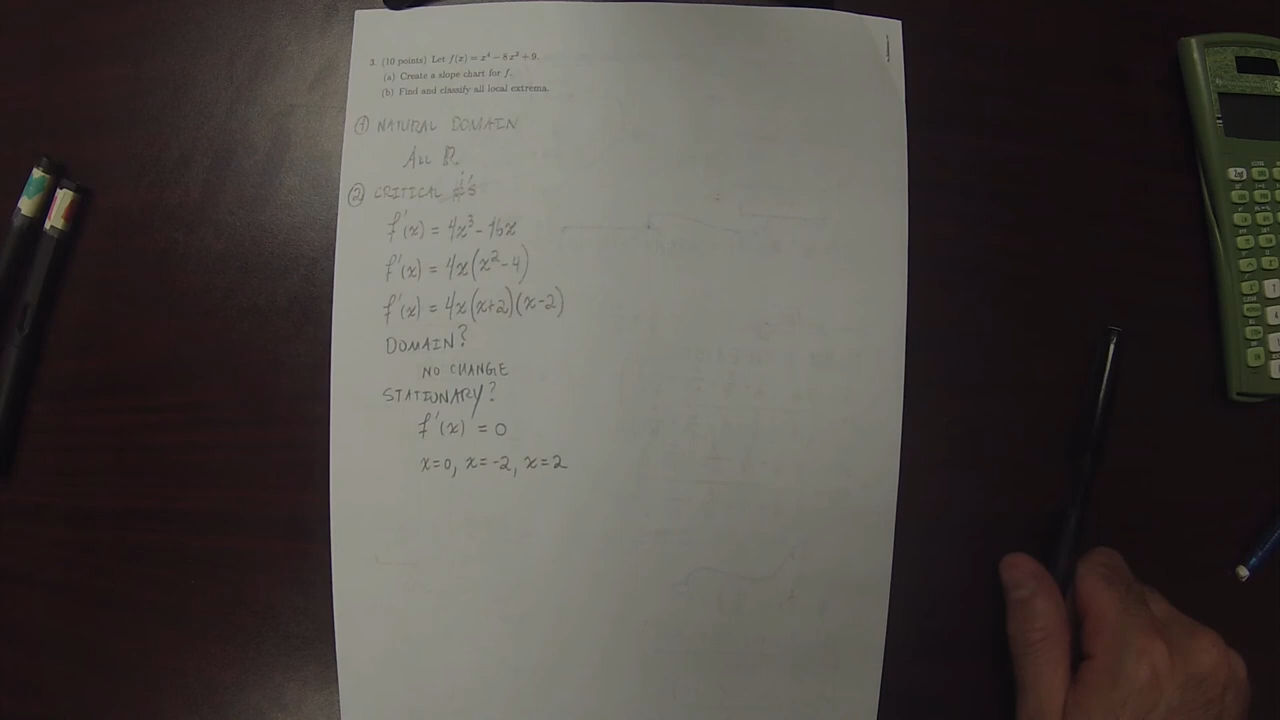 3. (10 points) Let f(x) = x⁴ − 8x² + 9.
(a) Create a slope chart for f.
(b) Find and classify all local extrema.
① NATURAL DOMAIN
ALL ℝ
② CRITICAL #'s
f'(x) = 4x³ - 16x
f'(x) = 4x(x² - 4)
f'(x) = 4x(x+2)(x-2)
DOMAIN?
NO CHANGE
STATIONARY?
f'(x) = 0
x=0, x=-2, x=2